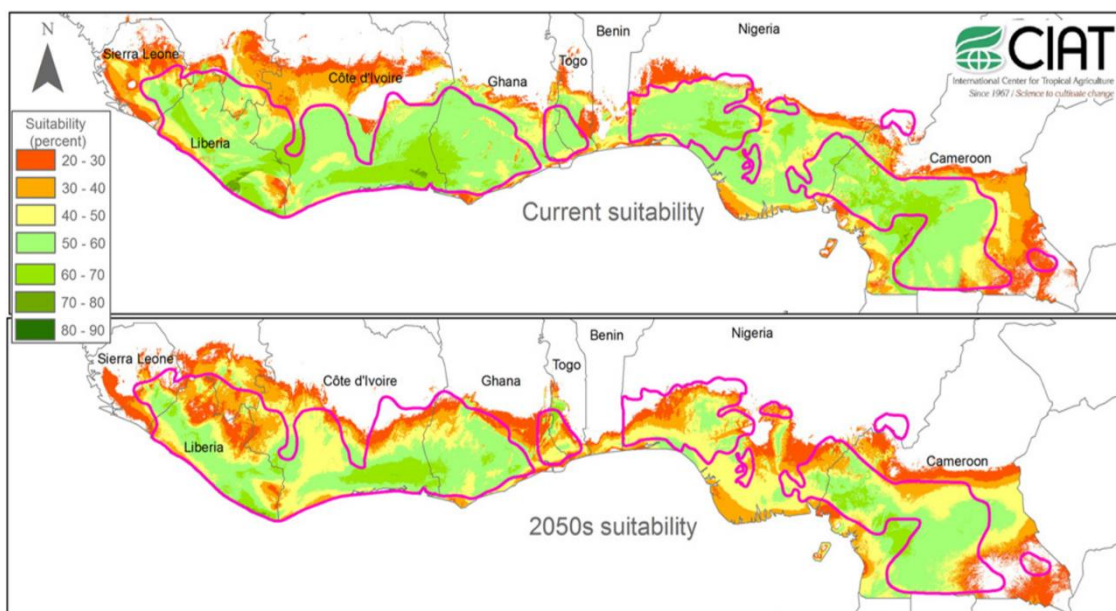 N
Sierra Leone
Côte d'Ivoire
Ghana
Togo
Benin
Nigeria
Liberia
Cameroon
CIAT
International Center for Tropical Agriculture
Since 1967 / Science to cultivate change
Suitability
(percent)
20 - 30
30 - 40
40 - 50
50 - 60
60 - 70
70 - 80
80 - 90
Current suitability
Sierra Leone
Côte d'Ivoire
Ghana
Togo
Benin
Nigeria
Liberia
Cameroon
2050s suitability